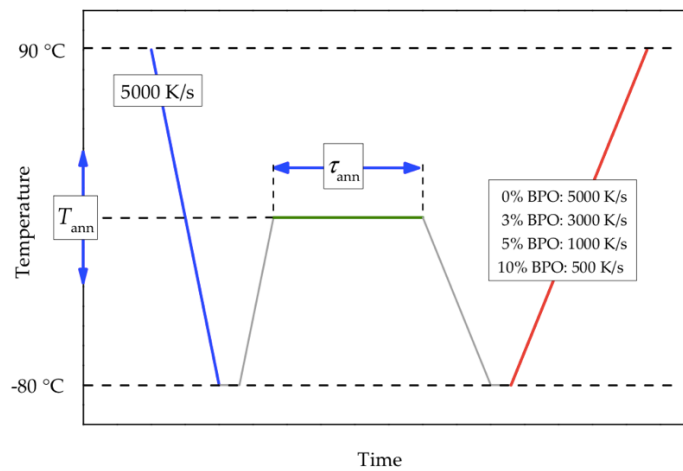 90 °C
5000 K/s
τann
Tann
Temperature
0% BPO: 5000 K/s
3% BPO: 3000 K/s
5% BPO: 1000 K/s
10% BPO: 500 K/s
-80 °C
Time